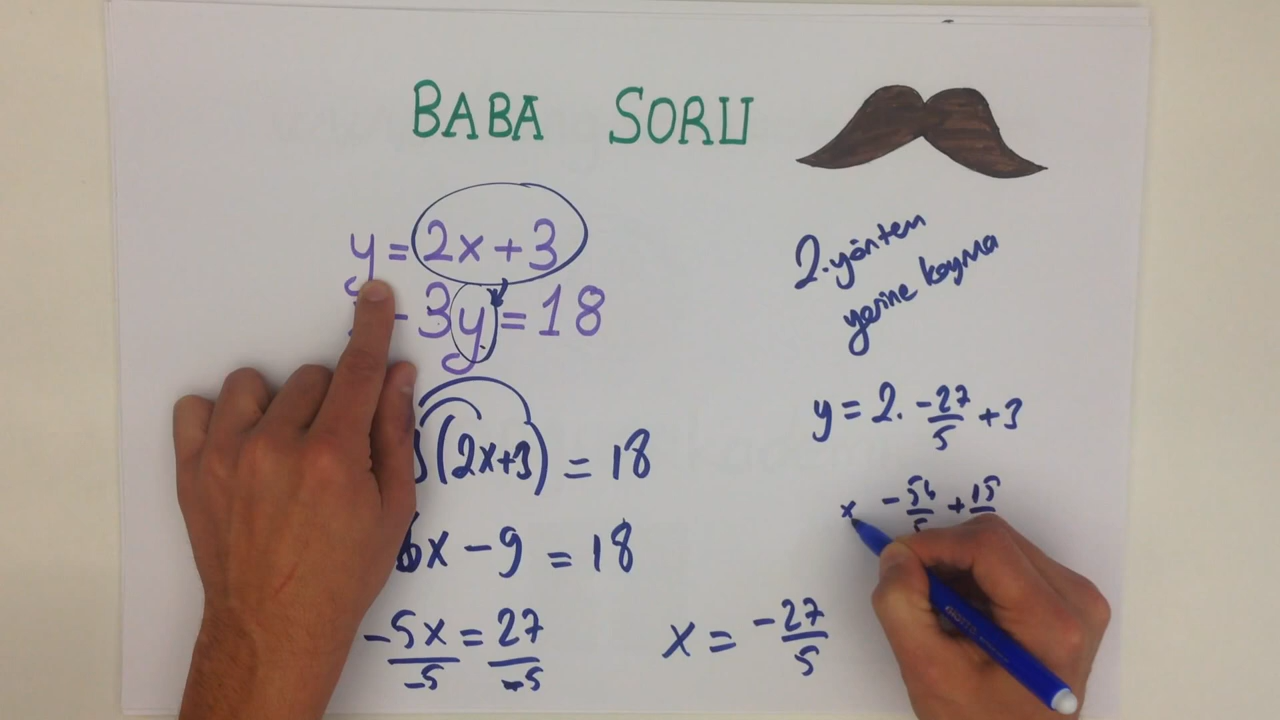 BABA SORU
y = 2x + 3
- 3y = 18
2. yöntem
yerine koyma
(2x+3) = 18
6x - 9 = 18
-5x/-5 = 27/-5
x = -27/5
y = 2. -27/5 + 3
x -54/5 + 15